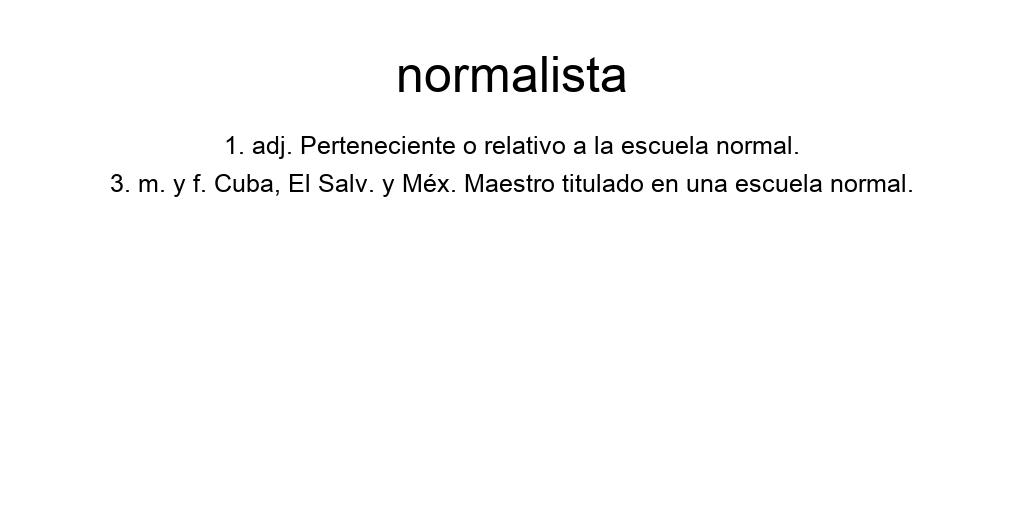 normalista
1. adj. Perteneciente o relativo a la escuela normal.
3. m. y f. Cuba, El Salv. y Méx. Maestro titulado en una escuela normal.